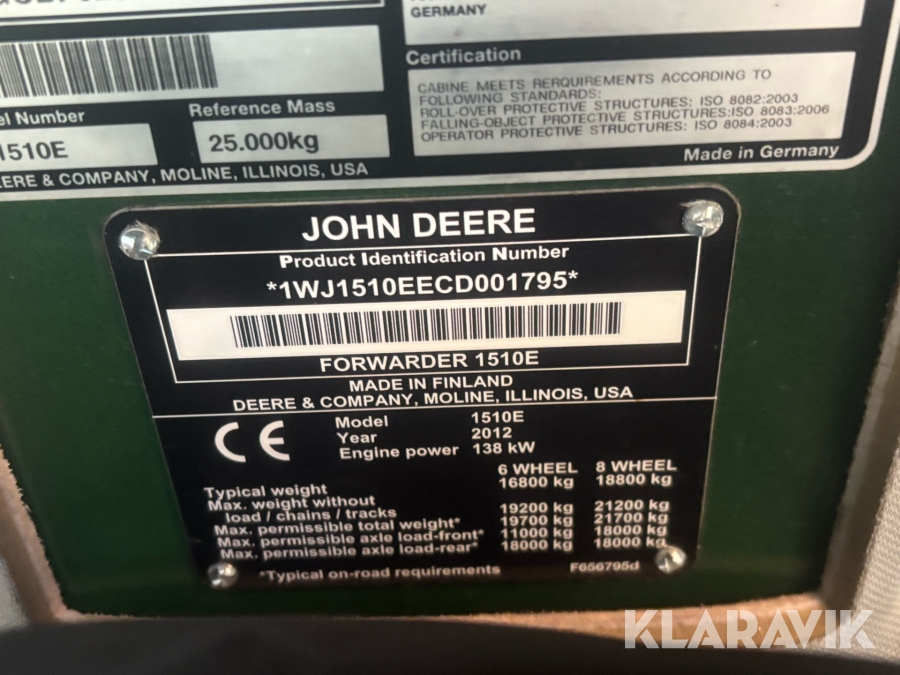 GERMANY
Certification
CABINE MEETS RERQUIREMENTS ACCORDING TO
FOLLOWING STANDARDS:
ROLL-OVER PROTECTIVE STRUCTURES: ISO 8082:2003
FALLING-OBJECT PROTECTIVE STRUCTURES:ISO 8083:2006
OPERATOR PROTECTIVE STRUCTURES: ISO 8084:2003
Made in Germany
Number
Reference Mass
1510E
25.000kg
& COMPANY, MOLINE, ILLINOIS, USA
JOHN DEERE
Product Identification Number
*1WJ1510EECD001795*
FORWARDER 1510E
MADE IN FINLAND
DEERE & COMPANY, MOLINE, ILLINOIS, USA
CE
Model 1510E
Year 2012
Engine power 138 kW
6 WHEEL 8 WHEEL
Typical weight 16800 kg 18800 kg
Max. weight without
load / chains / tracks 19200 kg 21200 kg
Max. permissible total weight* 19700 kg 21700 kg
Max. permissible axle load-front* 11000 kg 18000 kg
Max. permissible axle load-rear* 18000 kg 18000 kg
*Typical on-road requirements F656795d
KLARAVIK